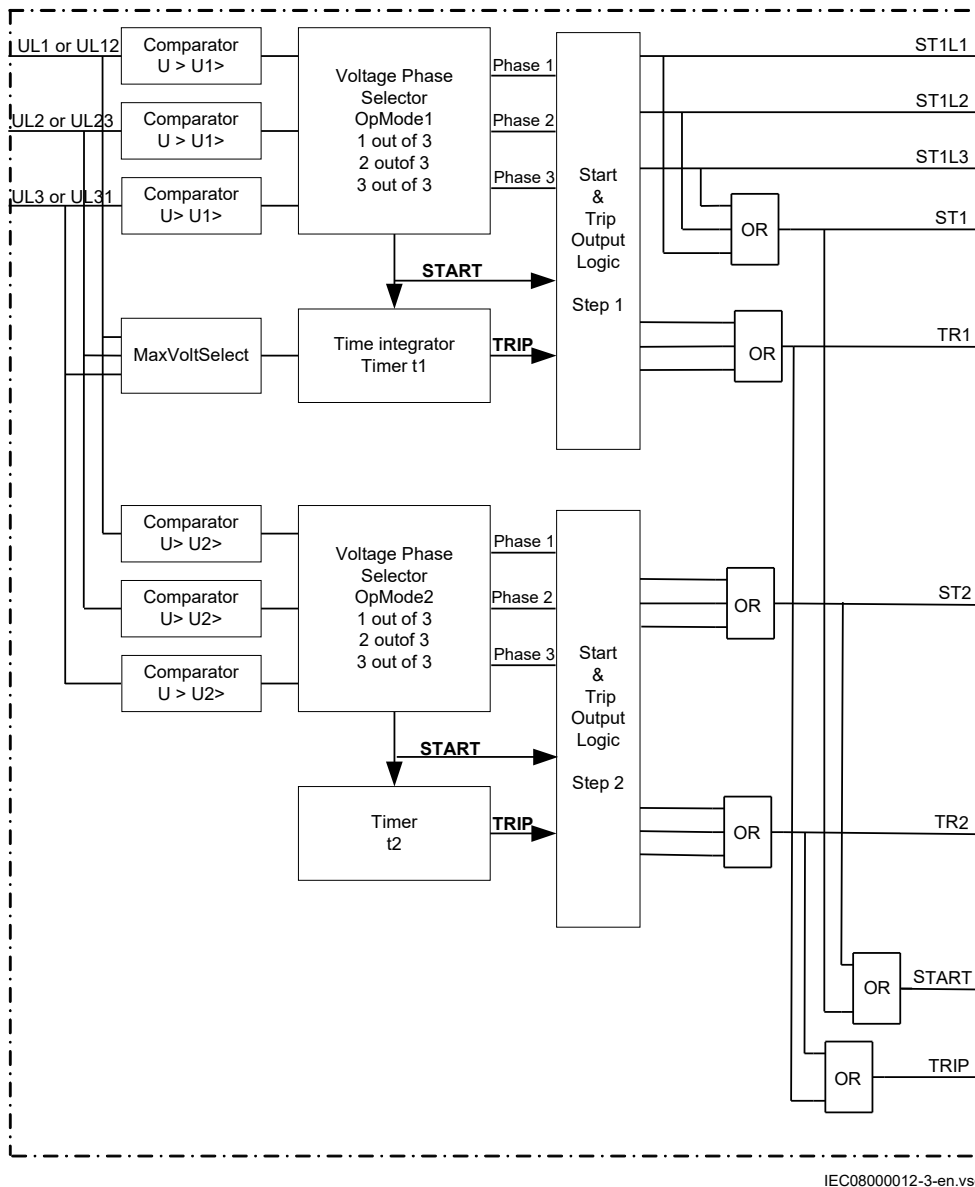 UL1 or UL12
Comparator
U > U1>
UL2 or UL23
Comparator
U > U1>
UL3 or UL31
Comparator
U> U1>
Voltage Phase
Selector
OpMode1
1 out of 3
2 outof 3
3 out of 3
Phase 1
Phase 2
Phase 3
Start
&
Trip
Output
Logic
Step 1
ST1L1
ST1L2
ST1L3
OR
ST1
START
MaxVoltSelect
Time integrator
Timer t1
TRIP
OR
TR1
Comparator
U> U2>
Comparator
U> U2>
Comparator
U > U2>
Voltage Phase
Selector
OpMode2
1 out of 3
2 outof 3
3 out of 3
Phase 1
Phase 2
Phase 3
Start
&
Trip
Output
Logic
Step 2
OR
ST2
START
Timer
t2
TRIP
OR
TR2
OR
START
OR
TRIP
IEC08000012-3-en.vs